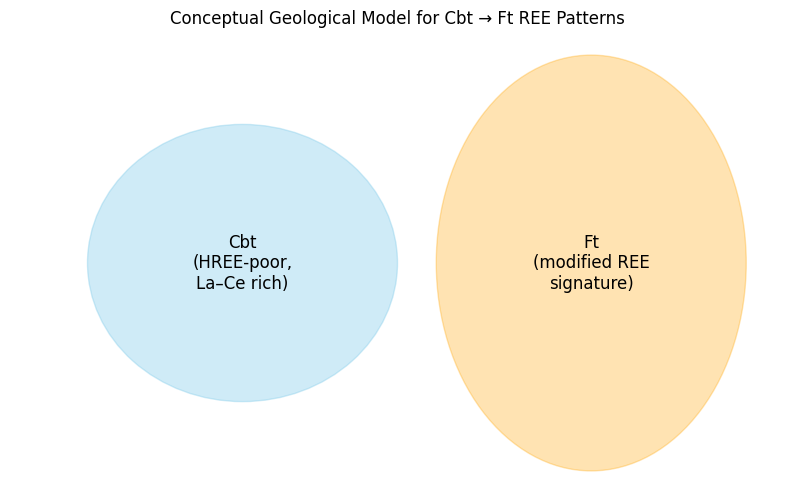 Conceptual Geological Model for Cbt → Ft REE Patterns
Cbt
(HREE-poor,
La–Ce rich)
Ft
(modified REE
signature)